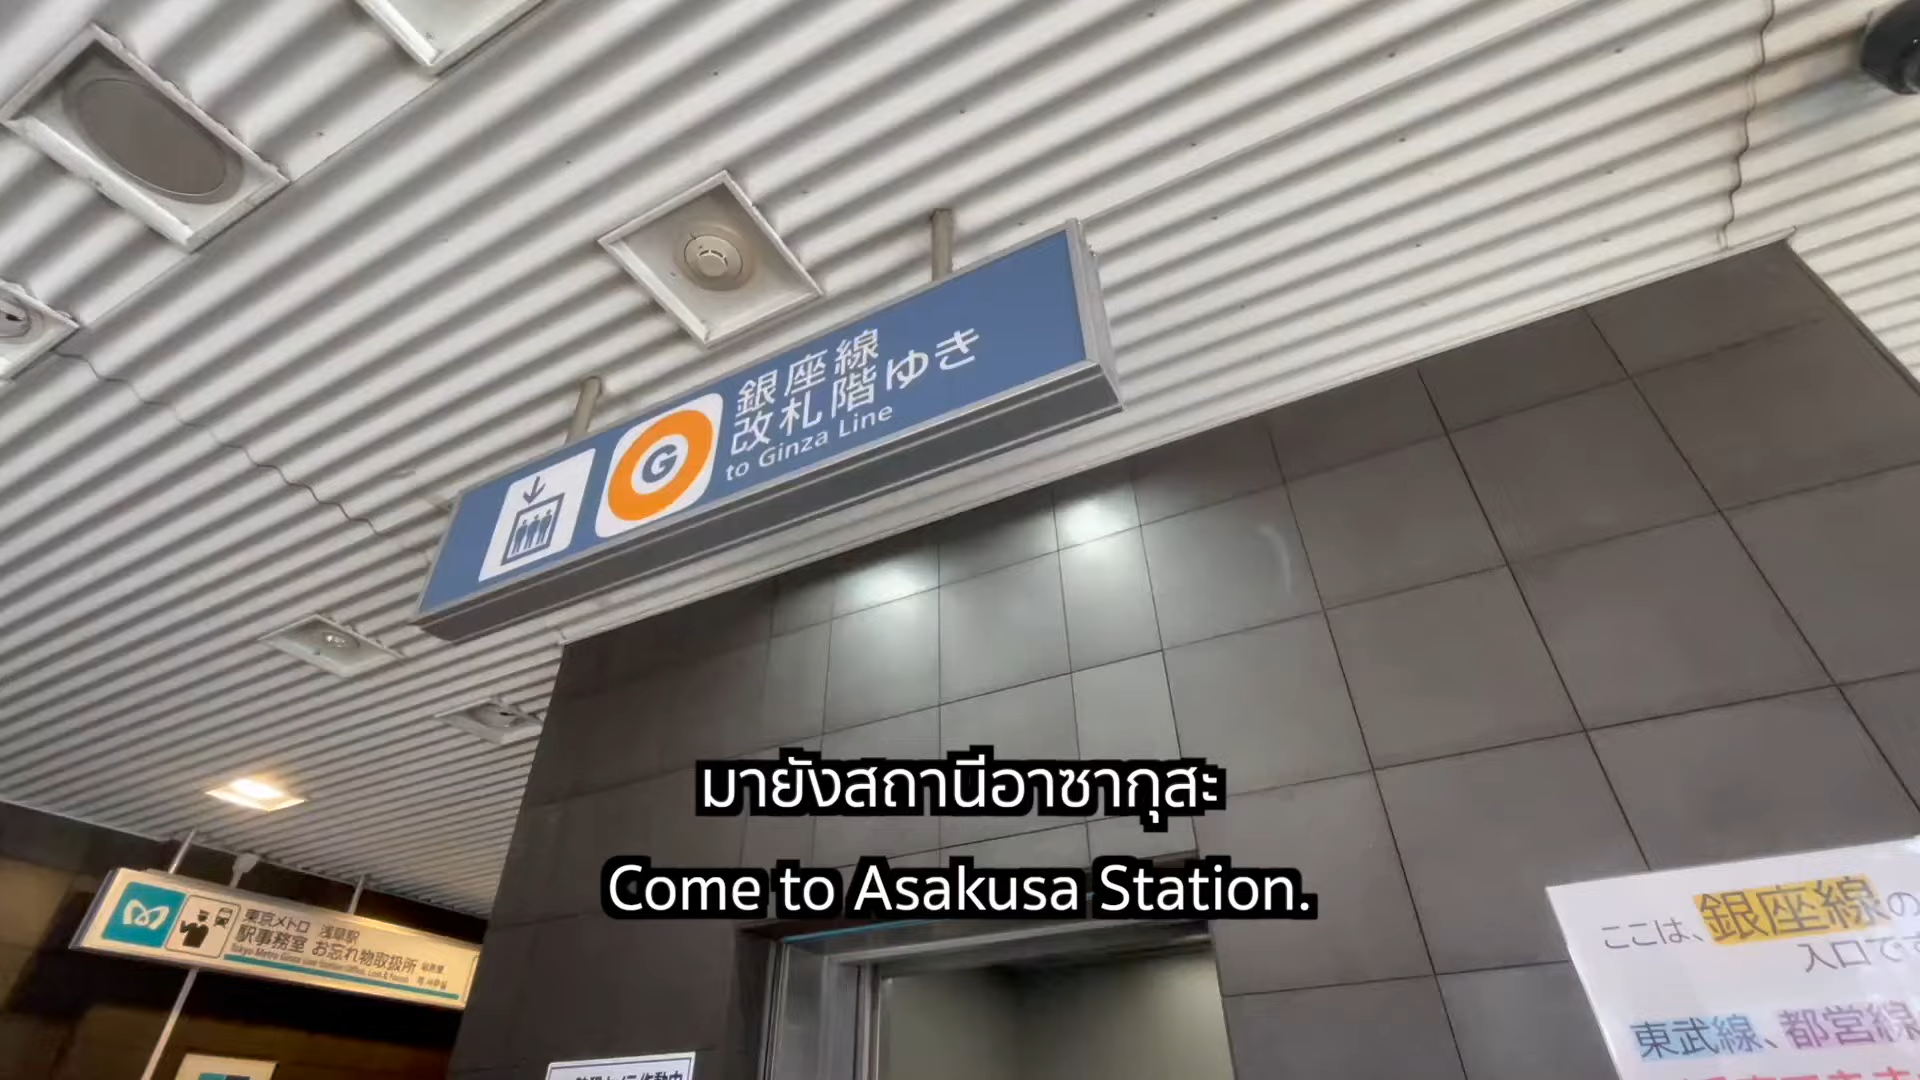 銀座線
改札階ゆき
to Ginza Line
G
มายังสถานีอาซากุสะ
Come to Asakusa Station.
東京メトロ 浅草駅
駅事務室 お忘れ物取扱所
ここは、銀座線の
入口で
東武線、都営線